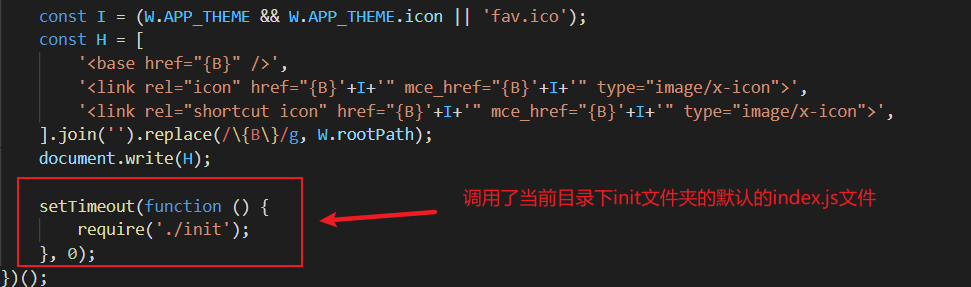 const I = (W.APP_THEME && W.APP_THEME.icon || 'fav.ico');
const H = [
'<base href="{B}" />',
'<link rel="icon" href="{B}'+I+'" mce_href="{B}'+I+'" type="image/x-icon">',
'<link rel="shortcut icon" href="{B}'+I+'" mce_href="{B}'+I+'" type="image/x-icon">',
].join('').replace(/\{B\}/g, W.rootPath);
document.write(H);
setTimeout(function () {
调用了当前目录下init文件夹的默认的index.js文件
require('./init');
}, 0);
})();